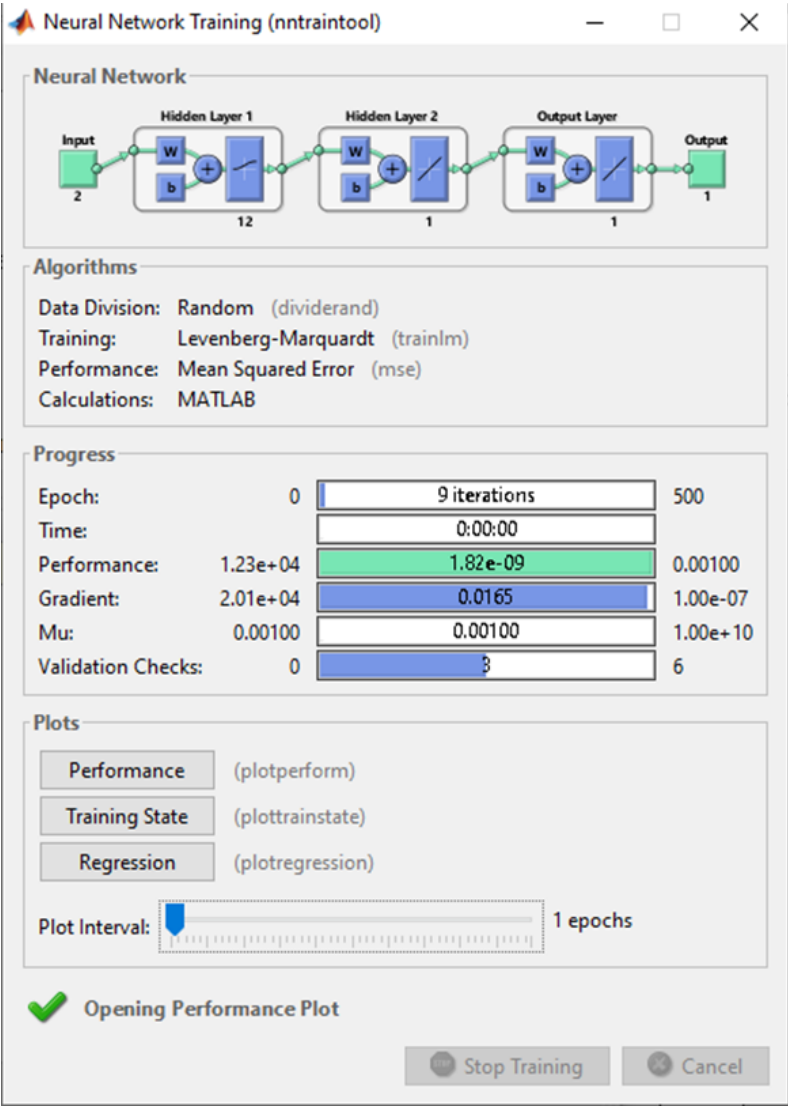 Neural Network Training (nntraintool)
Neural Network
Hidden Layer 1 Hidden Layer 2 Output Layer
Input Output
W W W
+ + +
b b b
2 12 1 1 1
Algorithms
Data Division: Random (dividerand)
Training: Levenberg-Marquardt (trainlm)
Performance: Mean Squared Error (mse)
Calculations: MATLAB
Progress
Epoch: 0 9 iterations 500
Time: 0:00:00
Performance: 1.23e+04 1.82e-09 0.00100
Gradient: 2.01e+04 0.0165 1.00e-07
Mu: 0.00100 0.00100 1.00e+10
Validation Checks: 0 3 6
Plots
Performance (plotperform)
Training State (plottrainstate)
Regression (plotregression)
Plot Interval: 1 epochs
Opening Performance Plot
STOP Stop Training Cancel